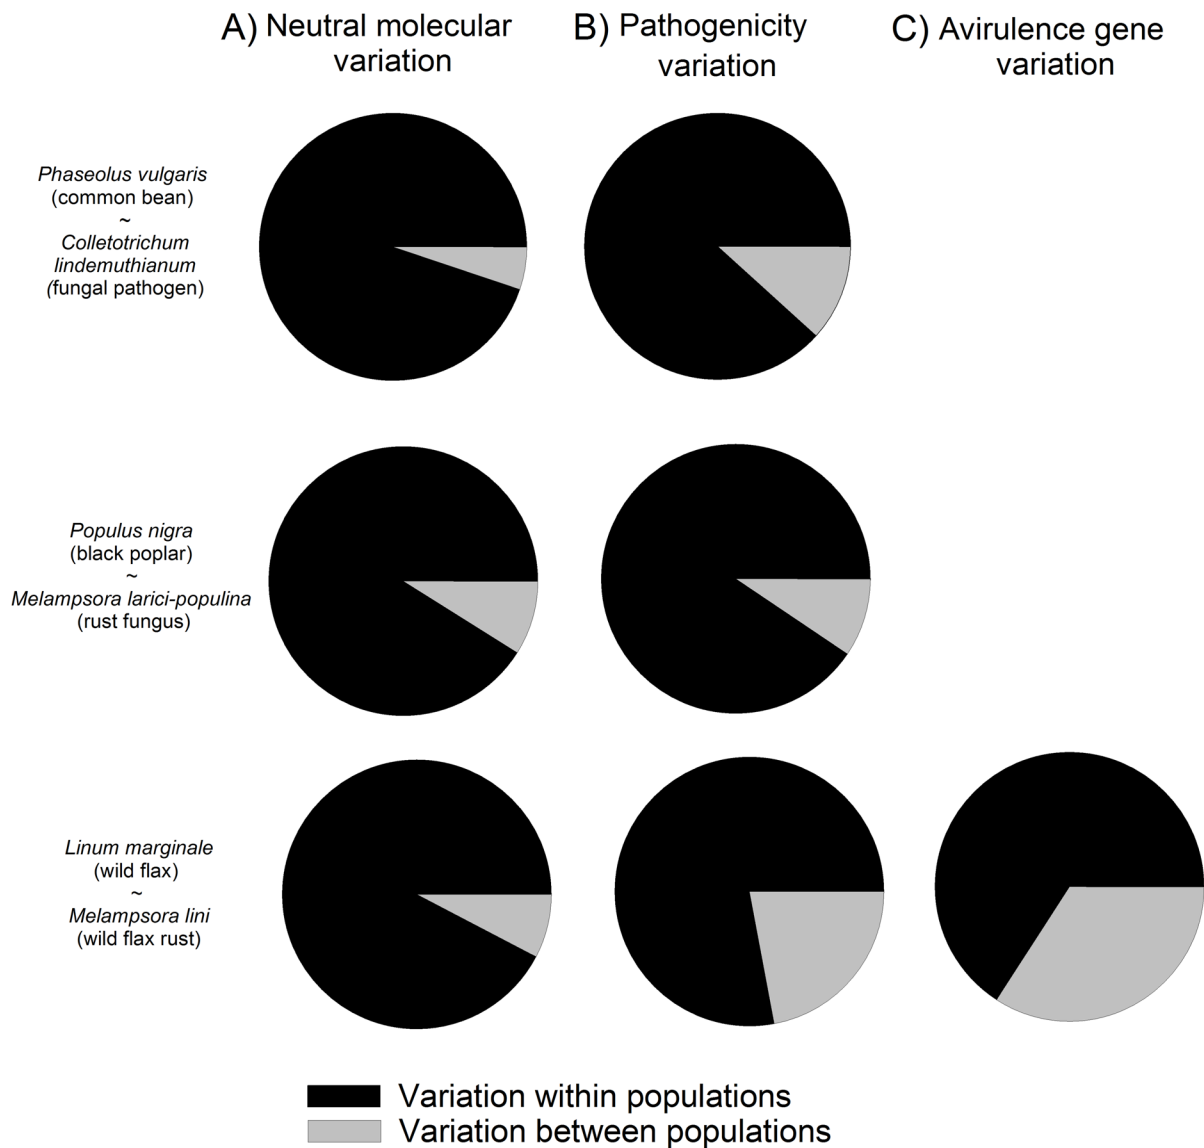 A) Neutral molecular
variation
B) Pathogenicity
variation
C) Avirulence gene
variation
Phaseolus vulgaris
(common bean)
~
Colletotrichum
lindemuthianum
(fungal pathogen)
Populus nigra
(black poplar)
~
Melampsora larici-populina
(rust fungus)
Linum marginale
(wild flax)
~
Melampsora lini
(wild flax rust)
Variation within populations
Variation between populations